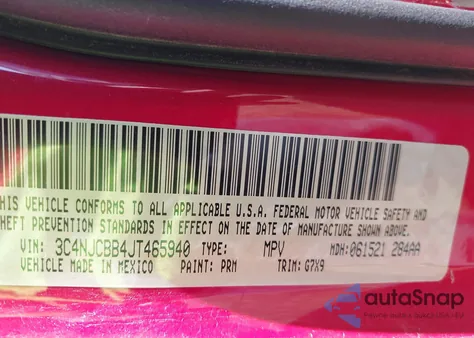 THIS VEHICLE CONFORMS TO ALL APPLICABLE U.S.A. FEDERAL MOTOR VEHICLE SAFETY AND
THEFT PREVENTION STANDARDS IN EFFECT ON THE DATE OF MANUFACTURE SHOWN ABOVE.
VIN: 3C4NJCBB4JT465940 TYPE: MPV MDH: 061521 284AA
VEHICLE MADE IN MEXICO PAINT: PRM TRIM: G7X9
autoSnap